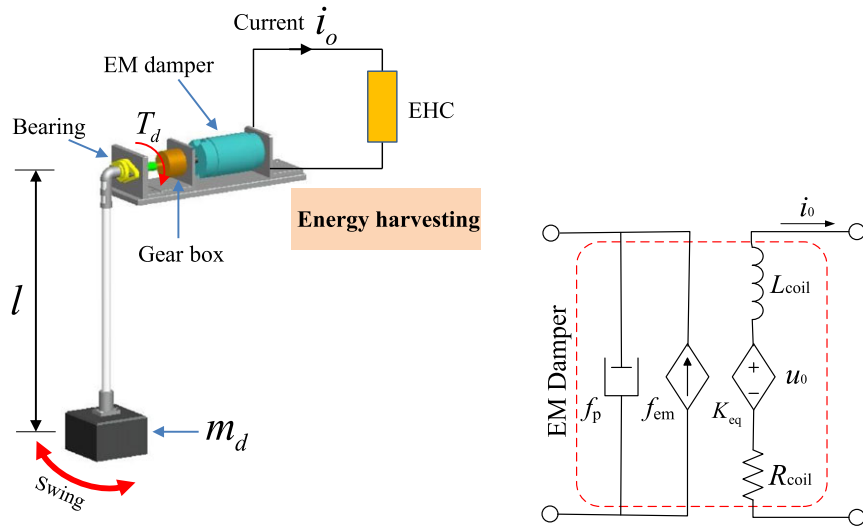 Current i_o
EM damper
EHC
Bearing
T_d
Energy harvesting
Gear box
l
m_d
Swing
i_0
EM Damper
L_coil
f_p
f_em
K_eq
+
−
u_0
R_coil